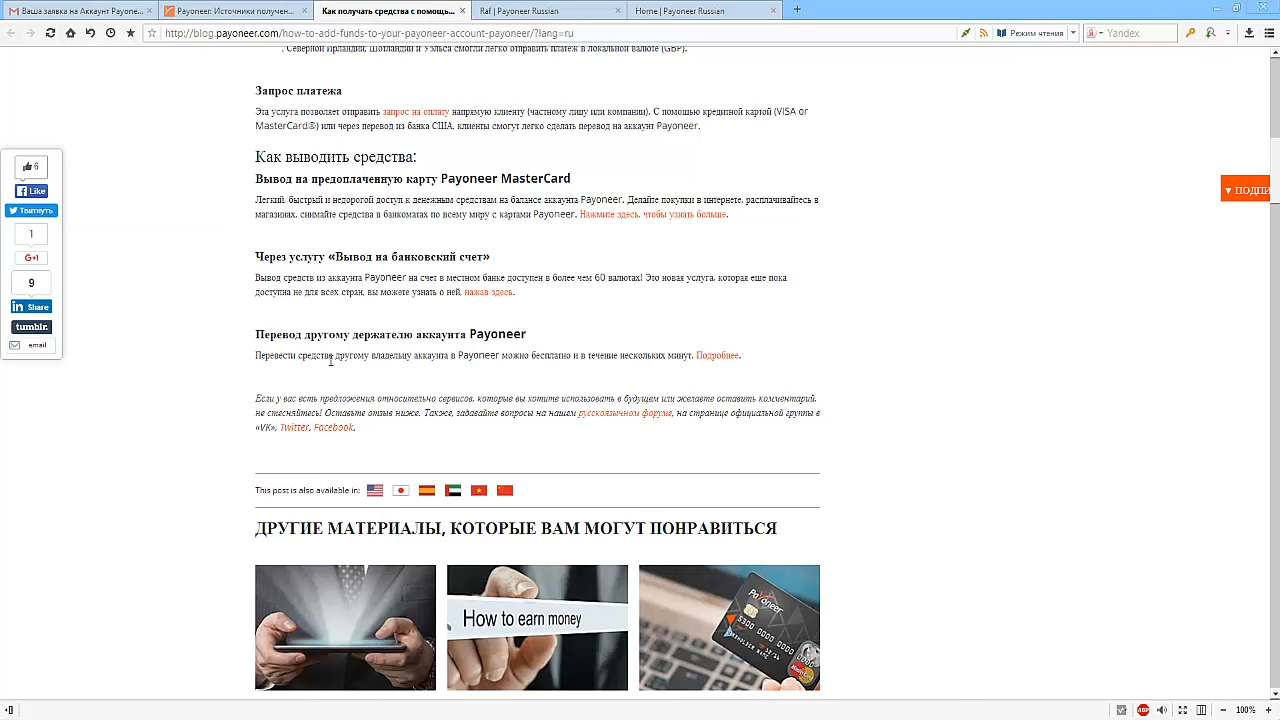 Ваша заявка на Аккаунт Payone...
Payoneer: Источники получен...
Как получать средства с помощь...
Raf | Payoneer Russian
Home | Payoneer Russian
http://blog.payoneer.com/how-to-add-funds-to-your-payoneer-account-payoneer/?lang=ru
Режим чтения
Yandex
. Северной Ирландии, Шотландии и Уэльса смогли легко отправить платеж в локальной валюте (GBP).
Запрос платежа
Эта услуга позволяет отправить запрос на оплату напрямую клиенту (частному лицу или компании). С помощью кредитной картой (VISA or
MasterCard®) или через перевод из банка США, клиенты смогут легко сделать перевод на аккаунт Payoneer.
Как выводить средства:
Вывод на предоплаченную карту Payoneer MasterCard
Легкий, быстрый и недорогой доступ к денежным средствам на балансе аккаунта Payoneer. Делайте покупки в интернете, расплачивайтесь в
магазинах, снимайте средства в банкоматах по всему миру с картами Payoneer. Нажмите здесь, чтобы узнать больше.
Через услугу «Вывод на банковский счет»
Вывод средств из аккаунта Payoneer на счет в местном банке доступен в более чем 60 валютах! Это новая услуга, которая еще пока
доступна не для всех стран, вы можете узнать о ней, нажав здесь.
Перевод другому держателю аккаунта Payoneer
Перевести средства другому владельцу аккаунта в Payoneer можно бесплатно и в течение нескольких минут. Подробнее.
Если у вас есть предложения относительно сервисов, которые вы хотите использовать в будущем или желаете оставить комментарий,
не стесняйтесь! Оставьте отзыв ниже. Также, задавайте вопросы на нашем русскоязычном форуме, на странице официальной группы в
«VK», Twitter, Facebook.
This post is also available in:
ДРУГИЕ МАТЕРИАЛЫ, КОТОРЫЕ ВАМ МОГУТ ПОНРАВИТЬСЯ
How to earn money
Payoneer
5300 0000 0000 0000
6
Like
Твитнуть
1
G+1
9
in Share
tumblr.
email
▼ ПОДПИ
ABP
100%